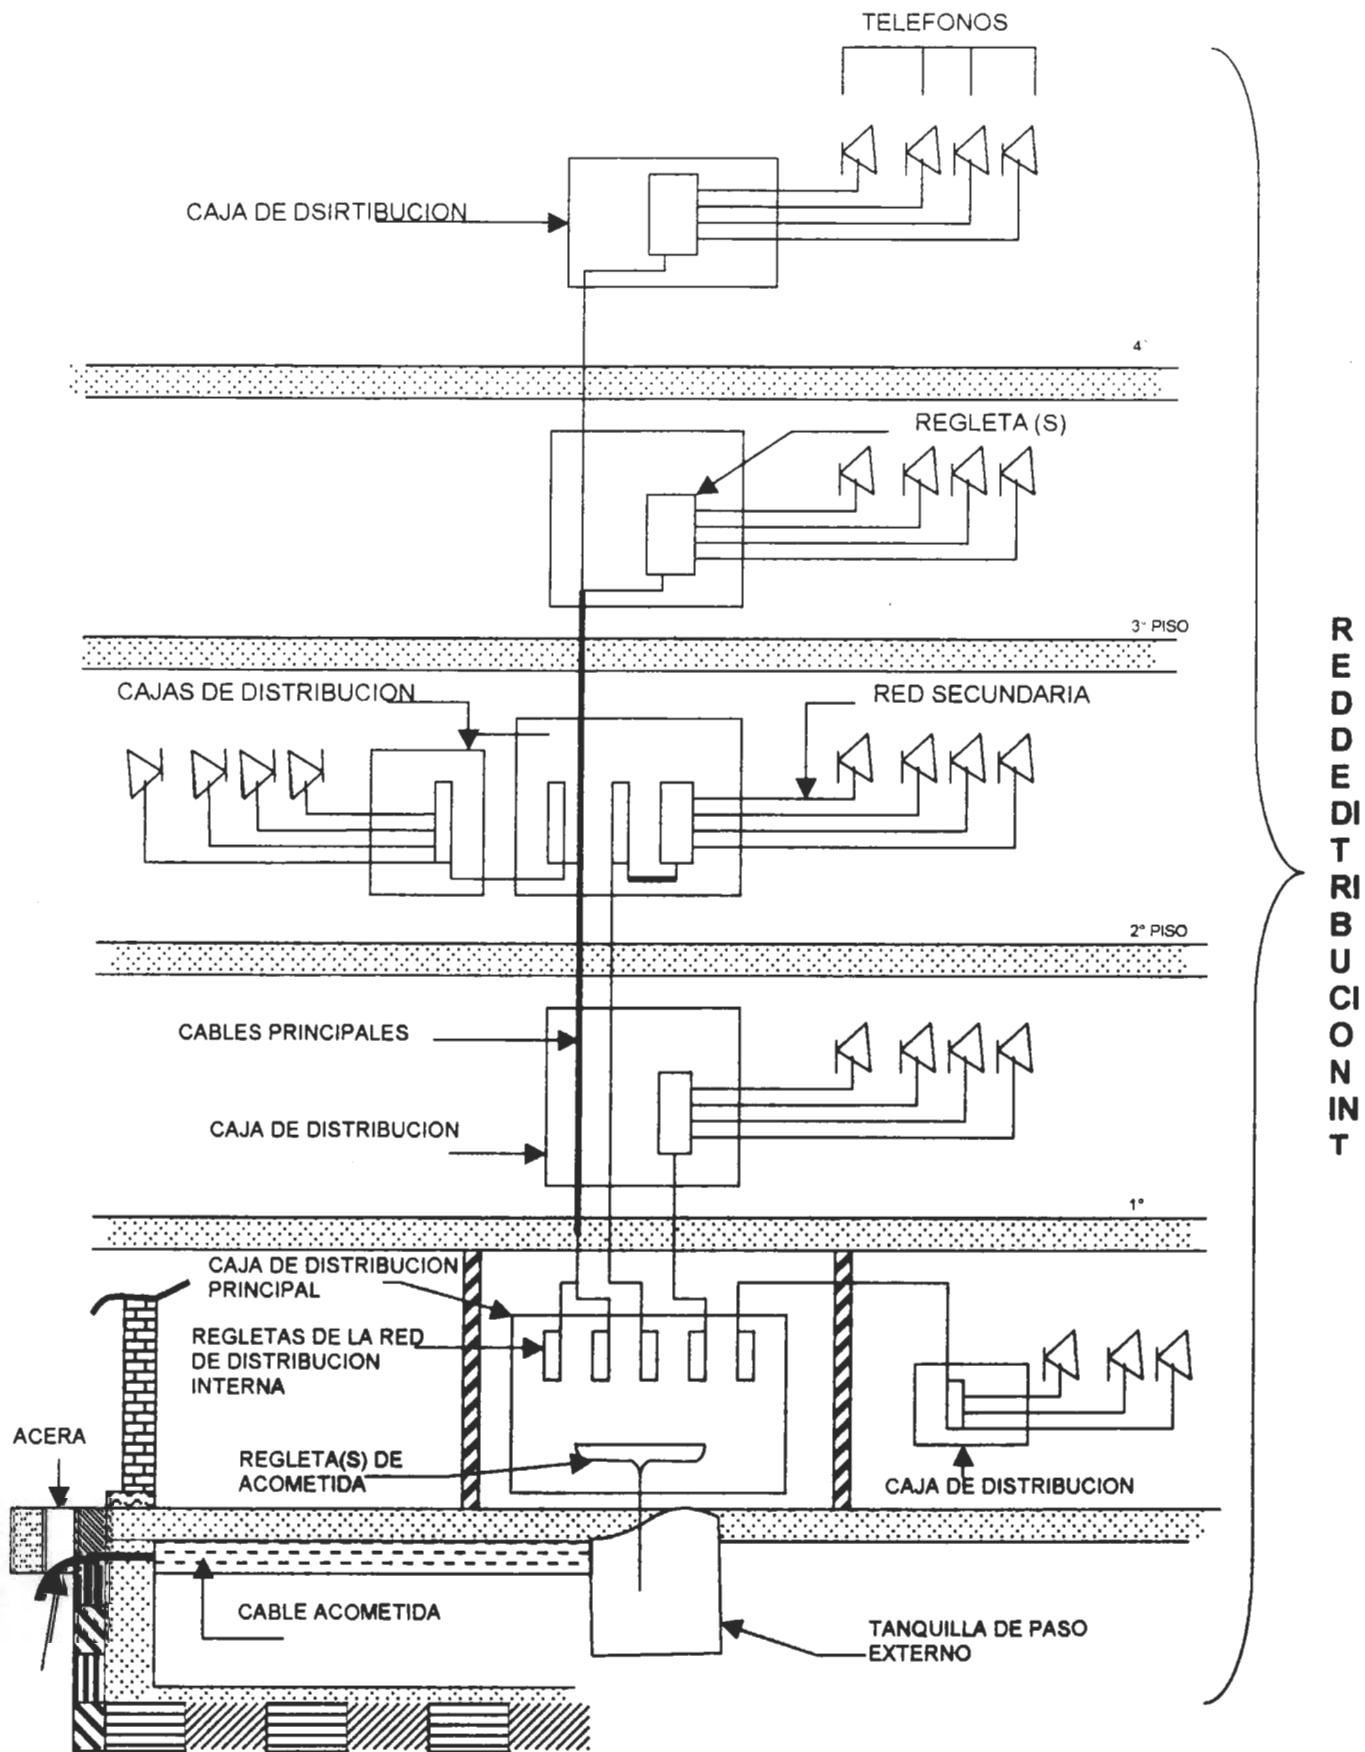 TELEFONOS
CAJA DE DSIRTIBUCION
4
REGLETA (S)
3° PISO
CAJAS DE DISTRIBUCION
RED SECUNDARIA
2° PISO
CABLES PRINCIPALES
CAJA DE DISTRIBUCION
1°
CAJA DE DISTRIBUCION
PRINCIPAL
REGLETAS DE LA RED
DE DISTRIBUCION
INTERNA
ACERA
REGLETA(S) DE
ACOMETIDA
CAJA DE DISTRIBUCION
CABLE ACOMETIDA
TANQUILLA DE PASO
EXTERNO
R
E
D
D
E
DI
T
RI
B
U
CI
O
N
IN
T